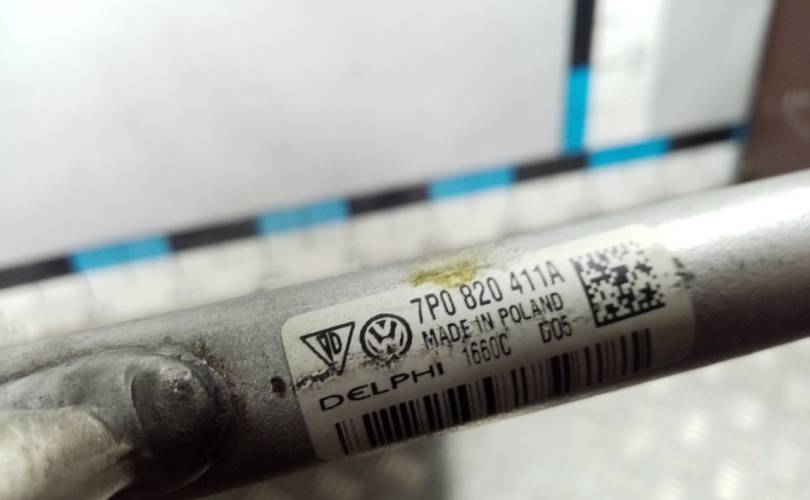 7P0 820 411A
MADE IN POLAND
1660C D05
DELPHI